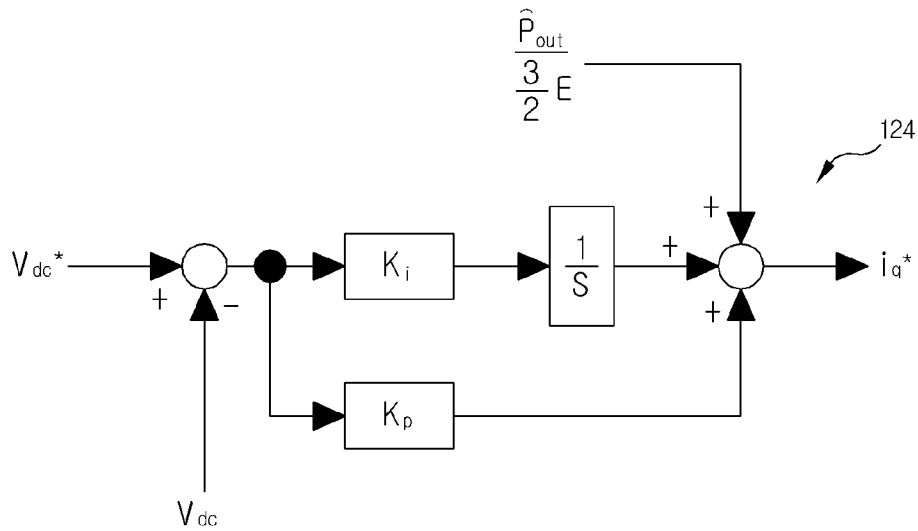 P̂out
3
2
E
124
+
Vdc*
+
-
Ki
1
S
+
iq*
+
Kp
Vdc